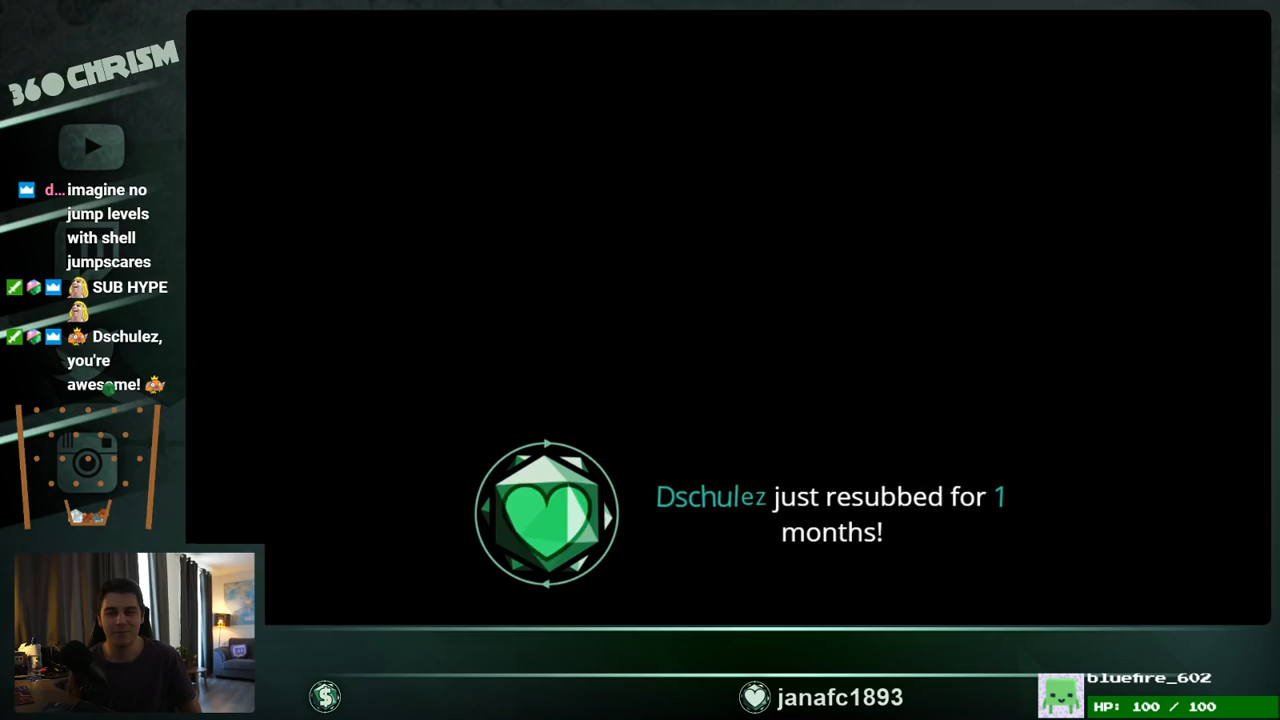 360 CHRISM
d... imagine no
jump levels
with shell
jumpscares
SUB HYPE
Dschulez,
you're
awesome!
Dschulez just resubbed for 1
months!
janafc1893
bluefire_602
HP: 100 / 100